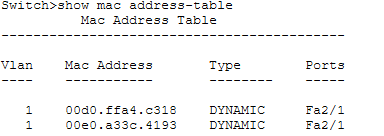 Switch>show mac address-table
          Mac Address Table
-------------------------------------------

Vlan    Mac Address       Type        Ports
----    -----------       --------    -----

   1    00d0.ffa4.c318    DYNAMIC     Fa2/1
   1    00e0.a33c.4193    DYNAMIC     Fa2/1